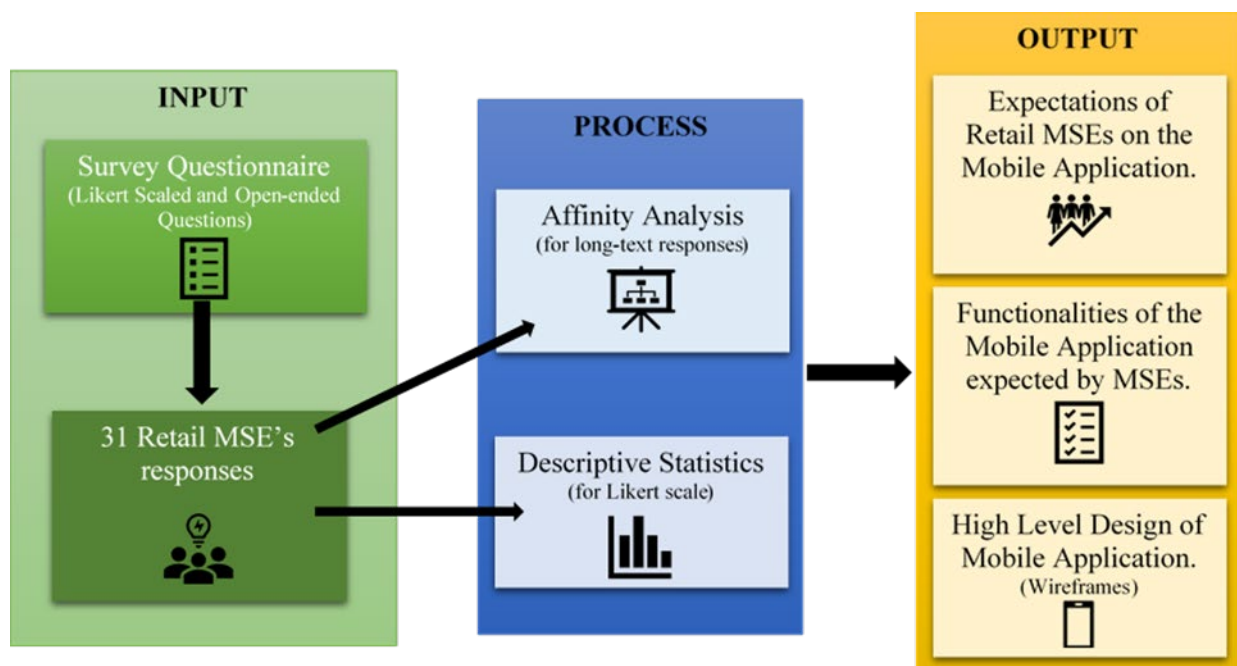 INPUT
Survey Questionnaire
(Likert Scaled and Open-ended
Questions)
31 Retail MSE's
responses
PROCESS
Affinity Analysis
(for long-text responses)
Descriptive Statistics
(for Likert scale)
OUTPUT
Expectations of
Retail MSEs on the
Mobile Application.
Functionalities of the
Mobile Application
expected by MSEs.
High Level Design of
Mobile Application.
(Wireframes)